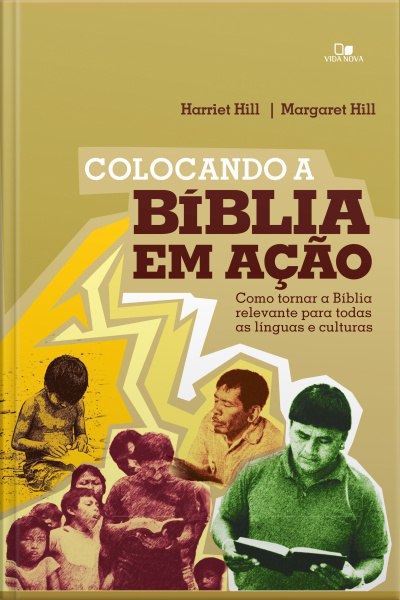 VIDA NOVA
Harriet Hill | Margaret Hill
COLOCANDO A
BÍBLIA
EM AÇÃO
Como tornar a Bíblia
relevante para todas
as línguas e culturas